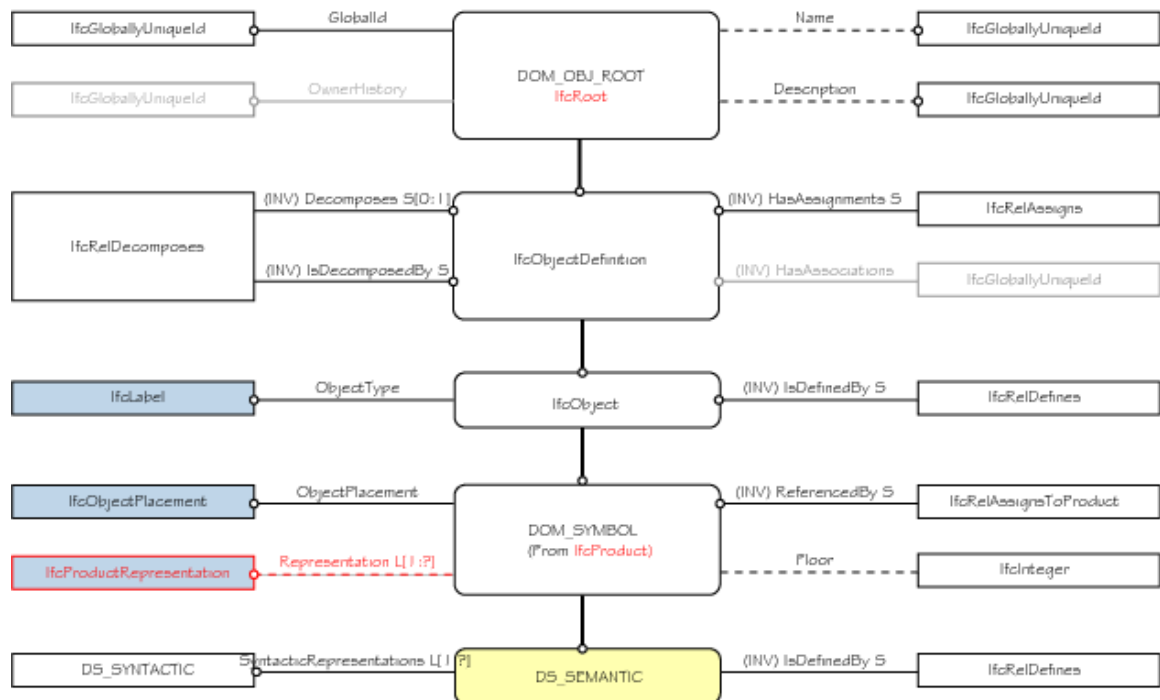 GlobalId
Name
IfcGloballyUniqueId
IfcGloballyUniqueId
DOM_OBJ_ROOT
IfcRoot
OwnerHistory
Description
IfcGloballyUniqueId
IfcGloballyUniqueId
(INV) Decomposes S[0:1]
(INV) HasAssignments S
IfcRelAssigns
IfcRelDecomposes
IfcObjectDefinition
(INV) IsDecomposedBy S
(INV) HasAssociations
IfcGloballyUniqueId
ObjectType
(INV) IsDefinedBy S
IfcLabel
IfcObject
IfcRelDefines
ObjectPlacement
(INV) ReferencedBy S
IfcObjectPlacement
IfcRelAssignsToProduct
DOM_SYMBOL
(From IfcProduct)
Representation L[1:?]
Floor
IfcProductRepresentation
IfcInteger
SyntacticRepresentations L[1:?]
(INV) IsDefinedBy S
DS_SYNTACTIC
DS_SEMANTIC
IfcRelDefines